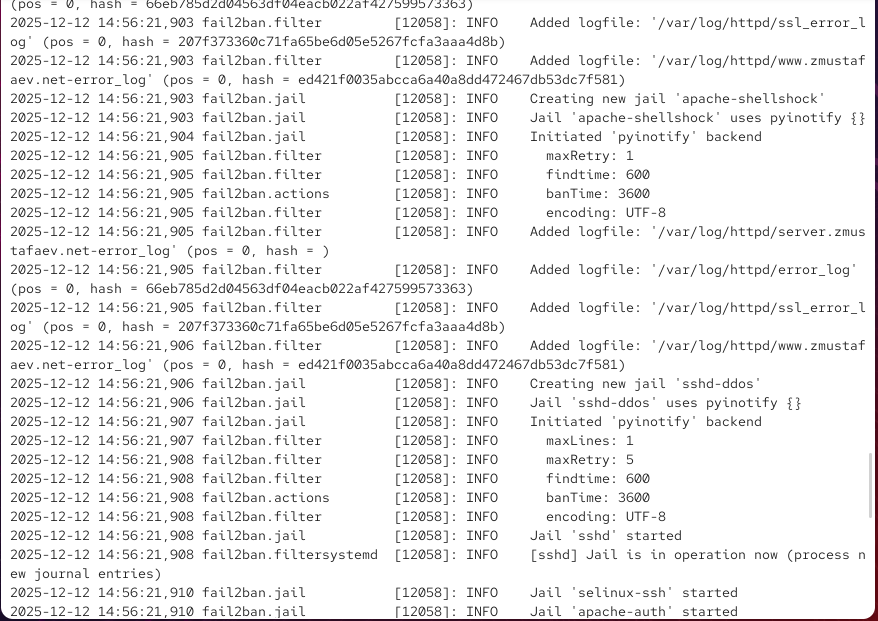 (pos = 0, hash = 66eb785d2d04563df04eacb022af427599573363)
2025-12-12 14:56:21,903 fail2ban.filter         [12058]: INFO    Added logfile: '/var/log/httpd/ssl_error_l
og' (pos = 0, hash = 207f373360c71fa65be6d05e5267fcfa3aaa4d8b)
2025-12-12 14:56:21,903 fail2ban.filter         [12058]: INFO    Added logfile: '/var/log/httpd/www.zmustaf
aev.net-error_log' (pos = 0, hash = ed421f0035abcca6a40a8dd472467db53dc7f581)
2025-12-12 14:56:21,903 fail2ban.jail           [12058]: INFO    Creating new jail 'apache-shellshock'
2025-12-12 14:56:21,903 fail2ban.jail           [12058]: INFO    Jail 'apache-shellshock' uses pyinotify {}
2025-12-12 14:56:21,904 fail2ban.jail           [12058]: INFO    Initiated 'pyinotify' backend
2025-12-12 14:56:21,905 fail2ban.filter         [12058]: INFO      maxRetry: 1
2025-12-12 14:56:21,905 fail2ban.filter         [12058]: INFO      findtime: 600
2025-12-12 14:56:21,905 fail2ban.actions        [12058]: INFO      banTime: 3600
2025-12-12 14:56:21,905 fail2ban.filter         [12058]: INFO      encoding: UTF-8
2025-12-12 14:56:21,905 fail2ban.filter         [12058]: INFO    Added logfile: '/var/log/httpd/server.zmus
tafaev.net-error_log' (pos = 0, hash = )
2025-12-12 14:56:21,905 fail2ban.filter         [12058]: INFO    Added logfile: '/var/log/httpd/error_log'
(pos = 0, hash = 66eb785d2d04563df04eacb022af427599573363)
2025-12-12 14:56:21,905 fail2ban.filter         [12058]: INFO    Added logfile: '/var/log/httpd/ssl_error_l
og' (pos = 0, hash = 207f373360c71fa65be6d05e5267fcfa3aaa4d8b)
2025-12-12 14:56:21,906 fail2ban.filter         [12058]: INFO    Added logfile: '/var/log/httpd/www.zmustaf
aev.net-error_log' (pos = 0, hash = ed421f0035abcca6a40a8dd472467db53dc7f581)
2025-12-12 14:56:21,906 fail2ban.jail           [12058]: INFO    Creating new jail 'sshd-ddos'
2025-12-12 14:56:21,906 fail2ban.jail           [12058]: INFO    Jail 'sshd-ddos' uses pyinotify {}
2025-12-12 14:56:21,907 fail2ban.jail           [12058]: INFO    Initiated 'pyinotify' backend
2025-12-12 14:56:21,907 fail2ban.filter         [12058]: INFO      maxLines: 1
2025-12-12 14:56:21,908 fail2ban.filter         [12058]: INFO      maxRetry: 5
2025-12-12 14:56:21,908 fail2ban.filter         [12058]: INFO      findtime: 600
2025-12-12 14:56:21,908 fail2ban.actions        [12058]: INFO      banTime: 3600
2025-12-12 14:56:21,908 fail2ban.filter         [12058]: INFO      encoding: UTF-8
2025-12-12 14:56:21,908 fail2ban.jail           [12058]: INFO    Jail 'sshd' started
2025-12-12 14:56:21,908 fail2ban.filtersystemd  [12058]: INFO    [sshd] Jail is in operation now (process n
ew journal entries)
2025-12-12 14:56:21,910 fail2ban.jail           [12058]: INFO    Jail 'selinux-ssh' started
2025-12-12 14:56:21,910 fail2ban.jail           [12058]: INFO    Jail 'apache-auth' started